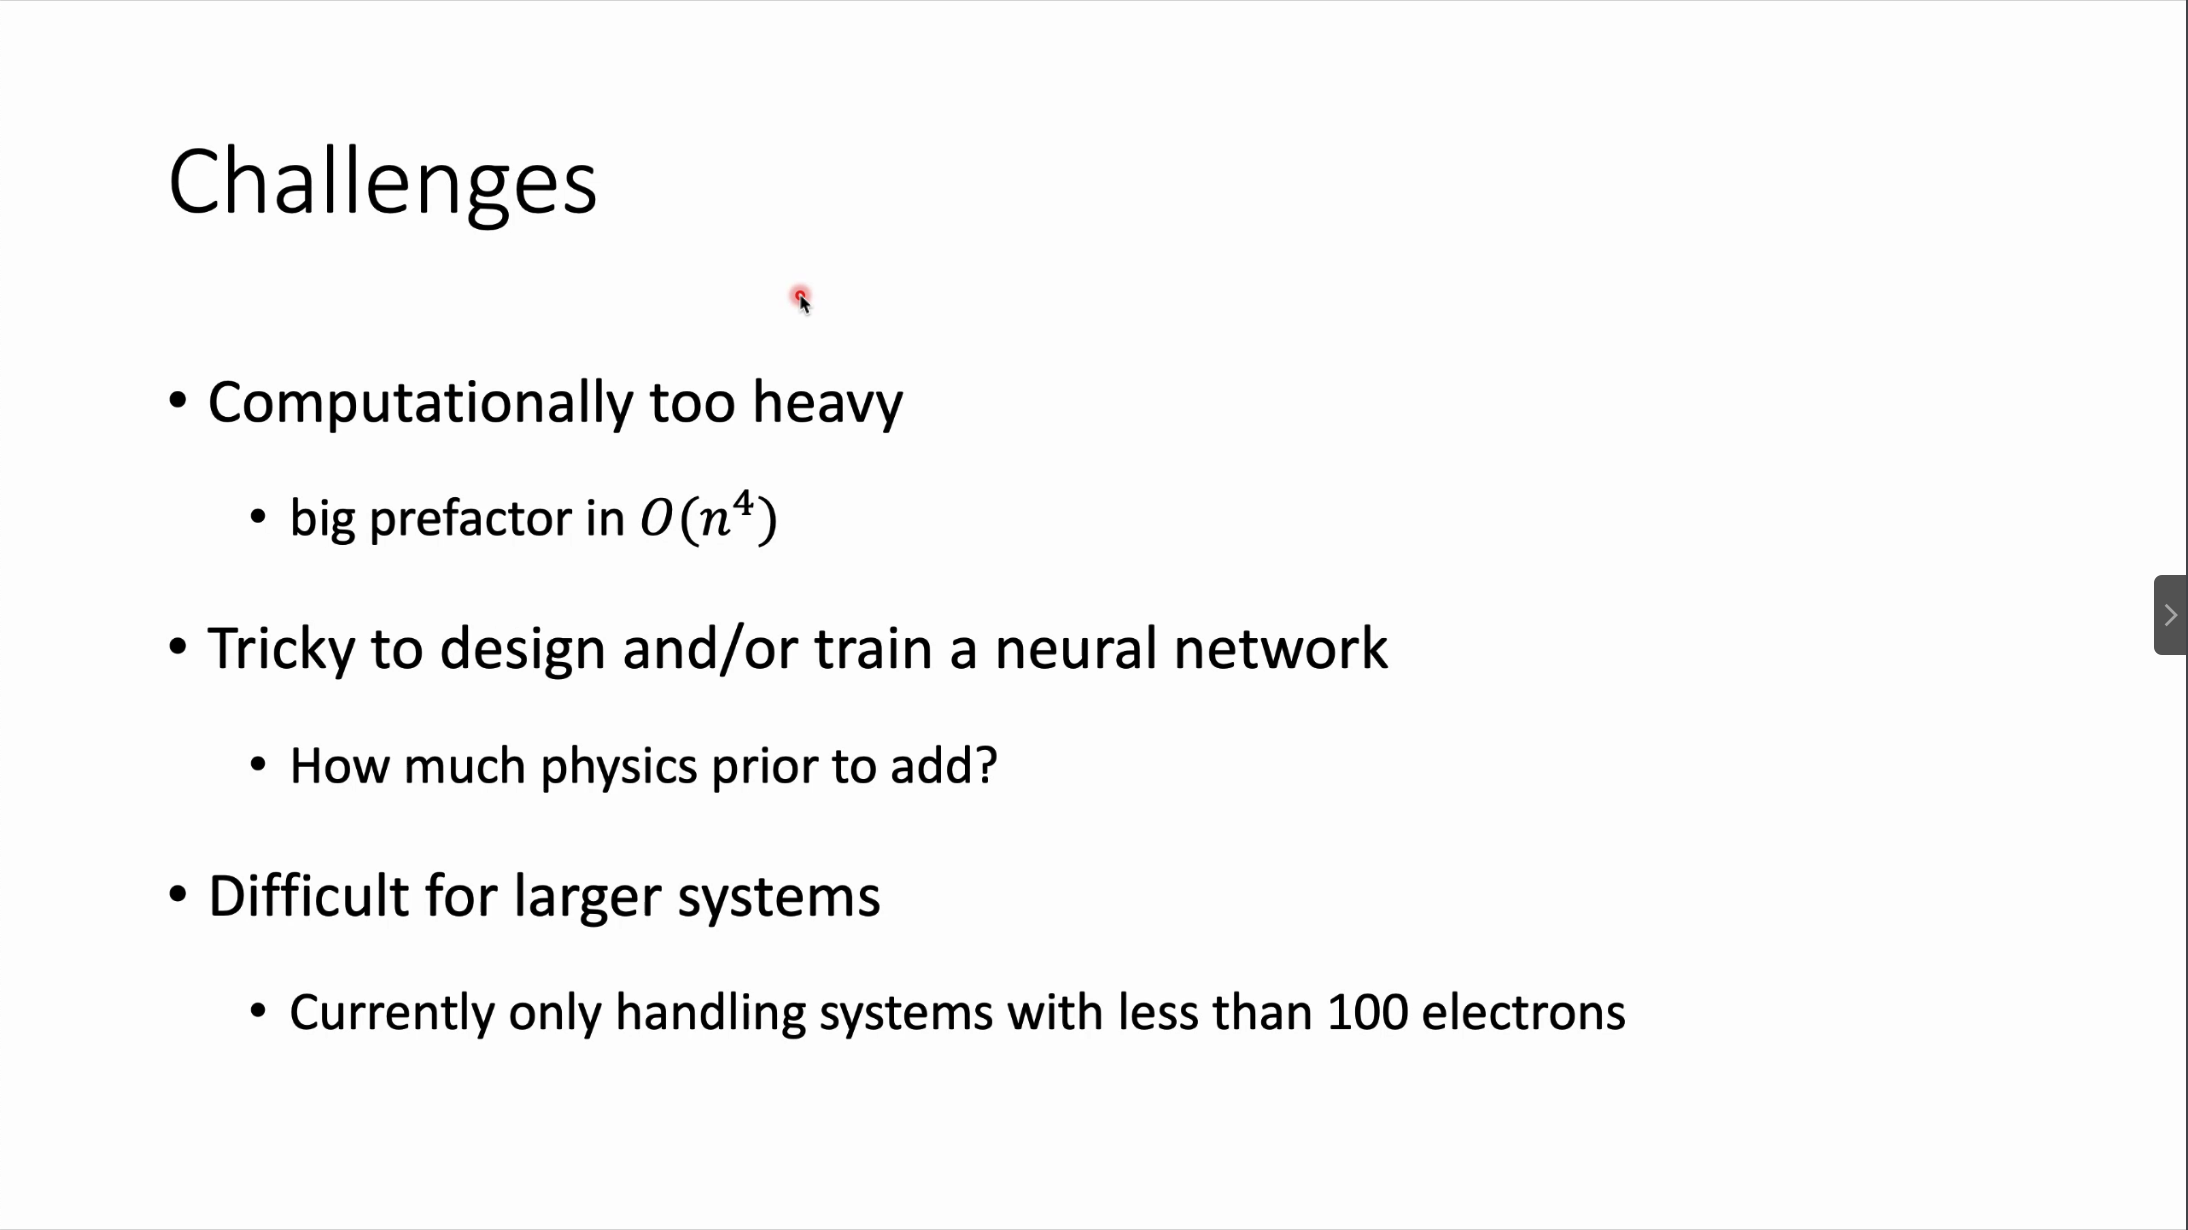 Challenges
• Computationally too heavy
• big prefactor in O(n⁴)
• Tricky to design and/or train a neural network
• How much physics prior to add?
• Difficult for larger systems
• Currently only handling systems with less than 100 electrons